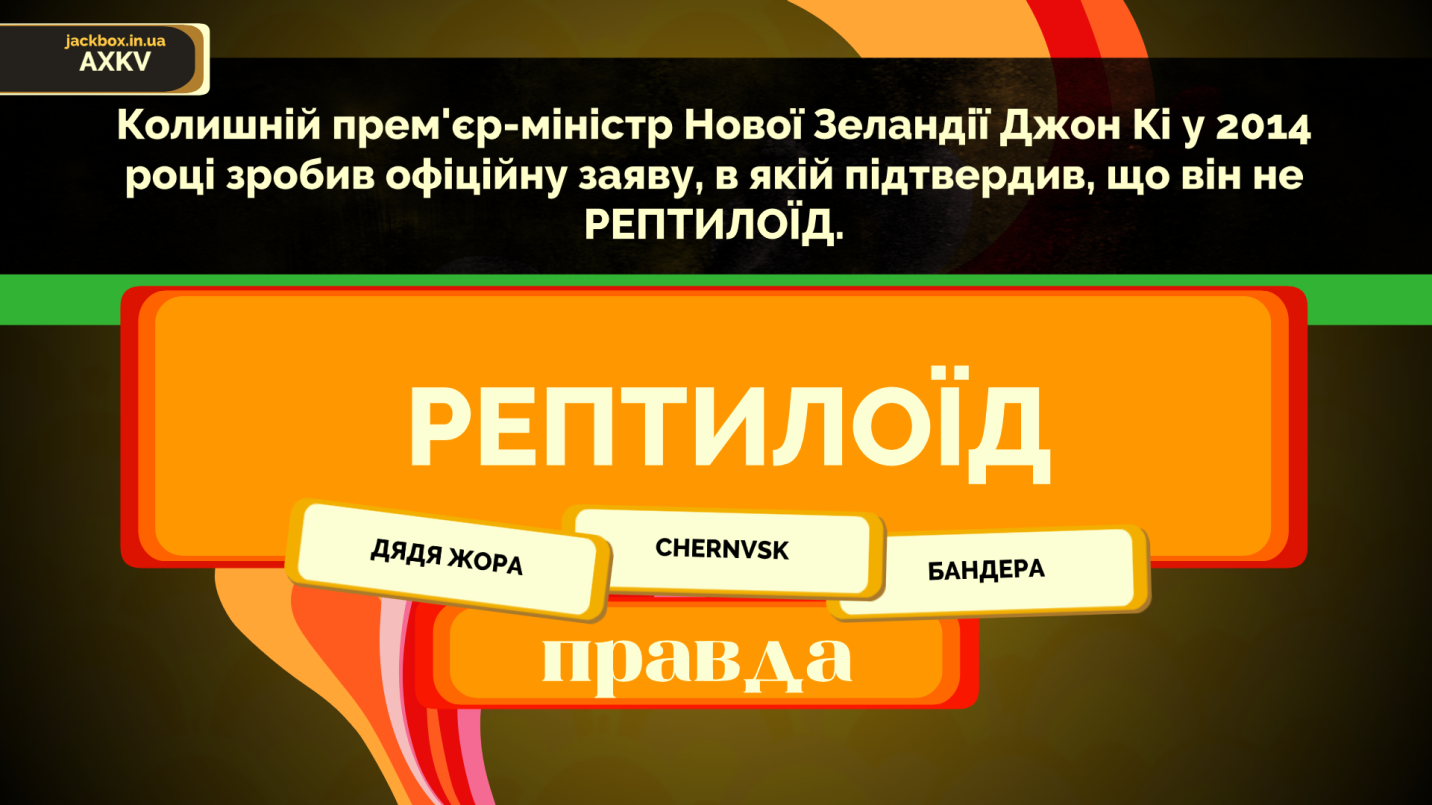 jackbox.in.ua
AXKV
Колишній прем'єр-міністр Нової Зеландії Джон Кі у 2014
році зробив офіційну заяву, в якій підтвердив, що він не
РЕПТИЛОЇД.
РЕПТИЛОЇД
ДЯДЯ ЖОРА
CHERNVSK
БАНДЕРА
правда